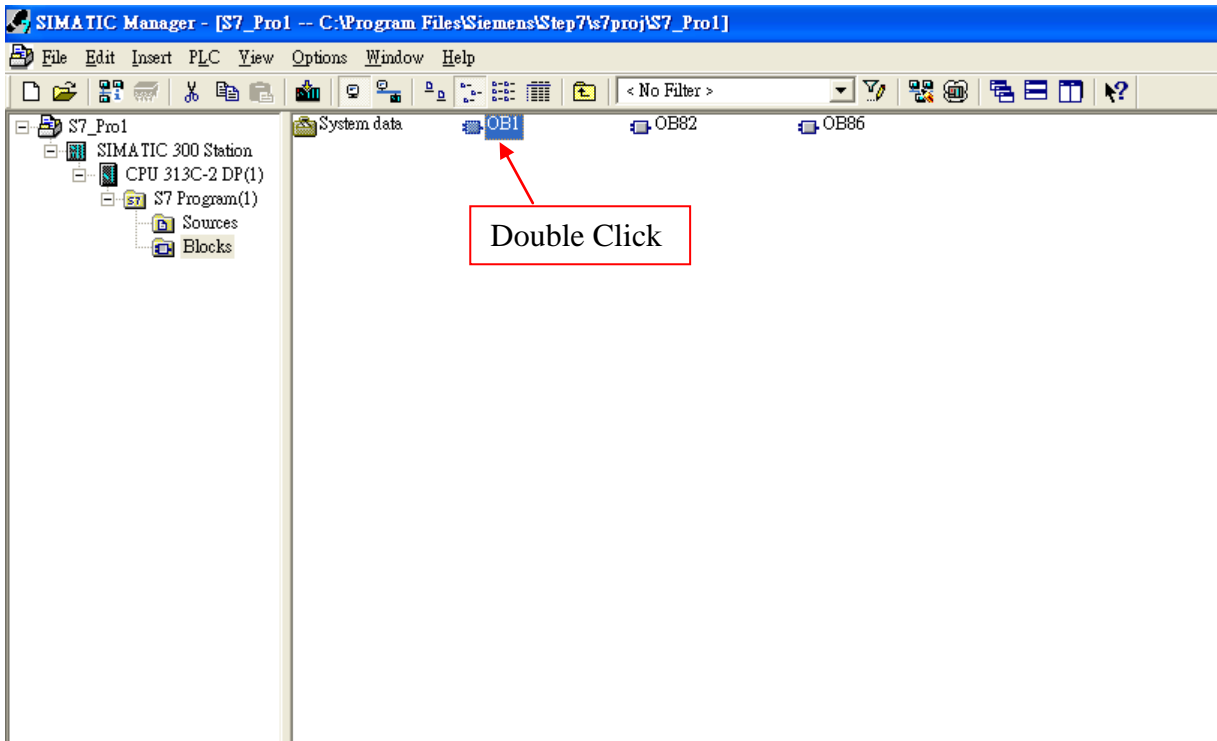 SIMATIC Manager - [S7_Pro1 -- C:\Program Files\Siemens\Step7\s7proj\S7_Pro1]
File Edit Insert PLC View Options Window Help
< No Filter >
S7_Pro1
SIMATIC 300 Station
CPU 313C-2 DP(1)
S7 Program(1)
Sources
Blocks
System data OB1 OB82 OB86
Double Click